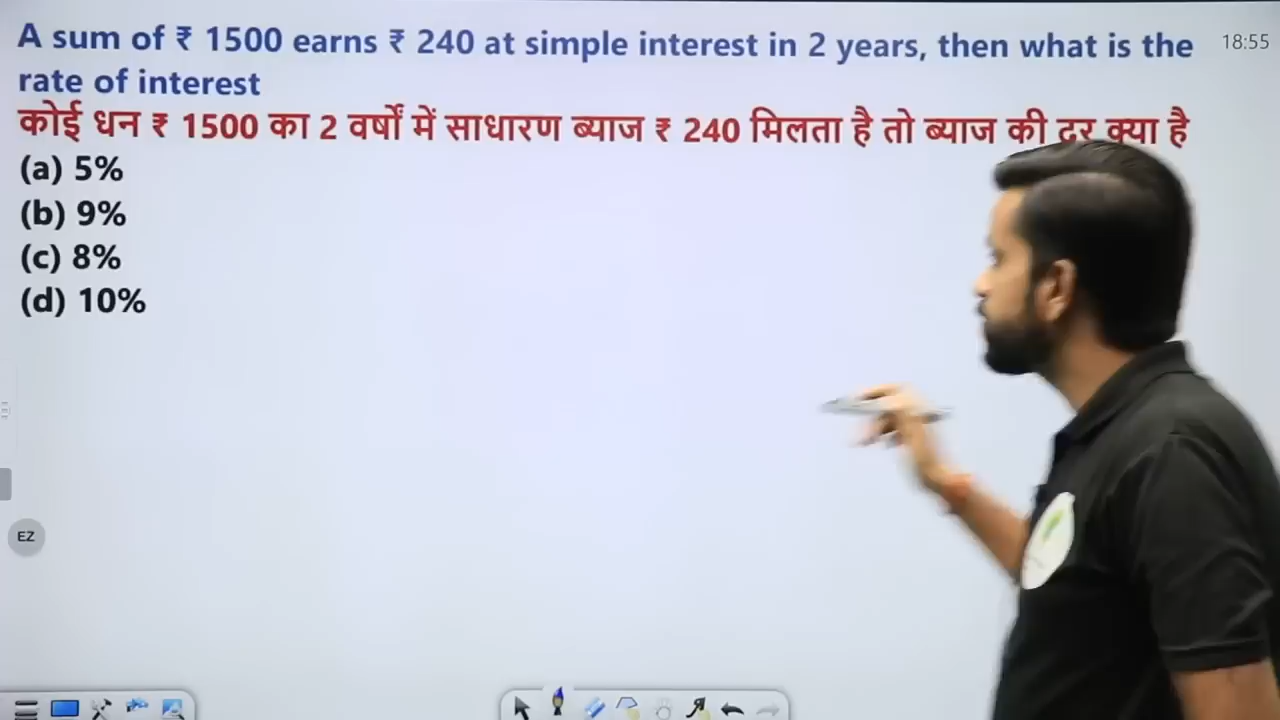 A sum of ₹ 1500 earns ₹ 240 at simple interest in 2 years, then what is the
18:55
rate of interest
कोई धन ₹ 1500 का 2 वर्षों में साधारण ब्याज ₹ 240 मिलता है तो ब्याज की दर क्या है
(a) 5%
(b) 9%
(c) 8%
(d) 10%
EZ